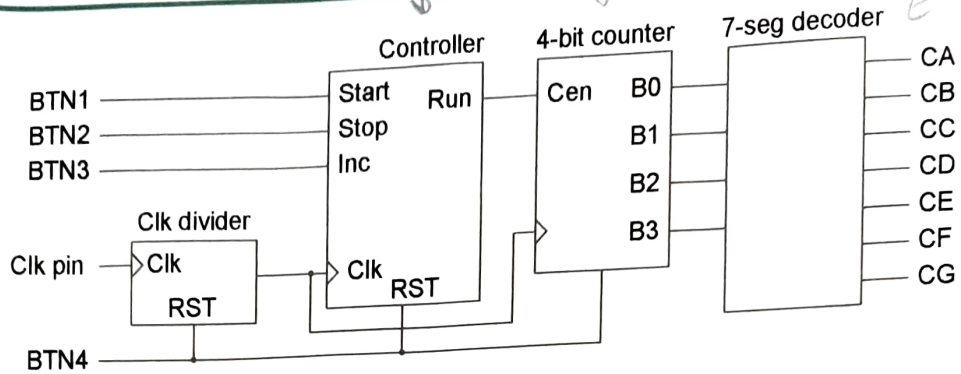 Controller
4-bit counter
7-seg decoder
BTN1
BTN2
BTN3
Start
Stop
Inc
Run
Cen
B0
B1
B2
B3
CA
CB
CC
CD
CE
CF
CG
Clk divider
Clk pin
Clk
RST
Clk
RST
BTN4